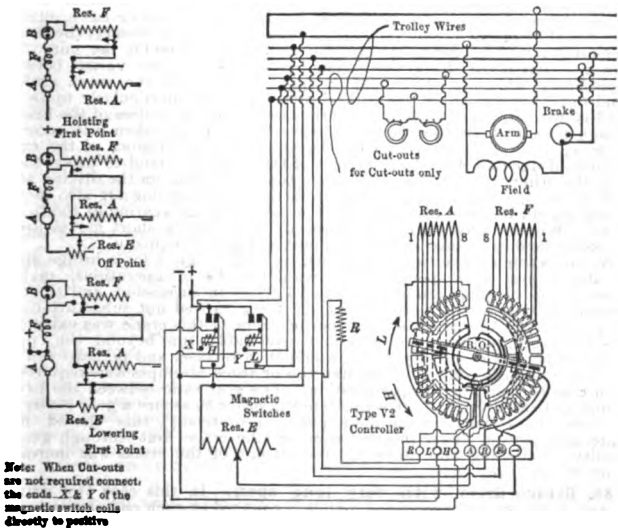 Res. F
B
F
A
Res. A
+
Hoisting
First Point
Res. F
B
F
Res. A
A
+
Res. E
Off Point
Res. F
B
+
F
Res. A
Res. E
Lowering
First Point
Note: When Cut-outs
are not required connect
the ends X & Y of the
magnetic switch coils
directly to positive
Trolley Wires
Cut-outs
for Cut-outs only
Arm
Brake
Field
Res. A
Res. F
1
8
8
1
− +
X
H
Y
L
R
Magnetic
Switches
Res. E
L
H
B.O.
Type V2
Controller
R L H A B −